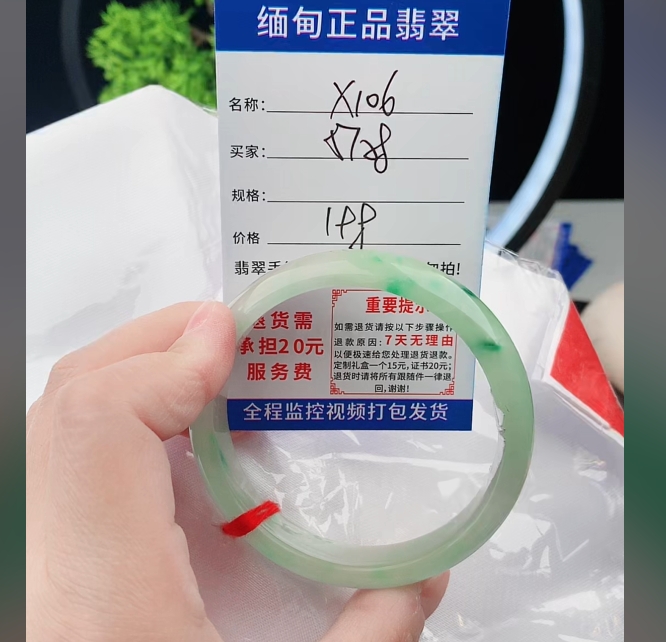 缅甸正品翡翠
名称: X106
买家:
规格:
价格
翡翠手 勿拍!
退货需
承担20元
服务费
重要提示
如需退货请按以下步骤操作
退款原因:7天无理由
以便极速给您处理退货退款。
定制礼盒一个15元,证书20元;
退货时请将所有跟随件一律退
回,谢谢!
全程监控视频打包发货